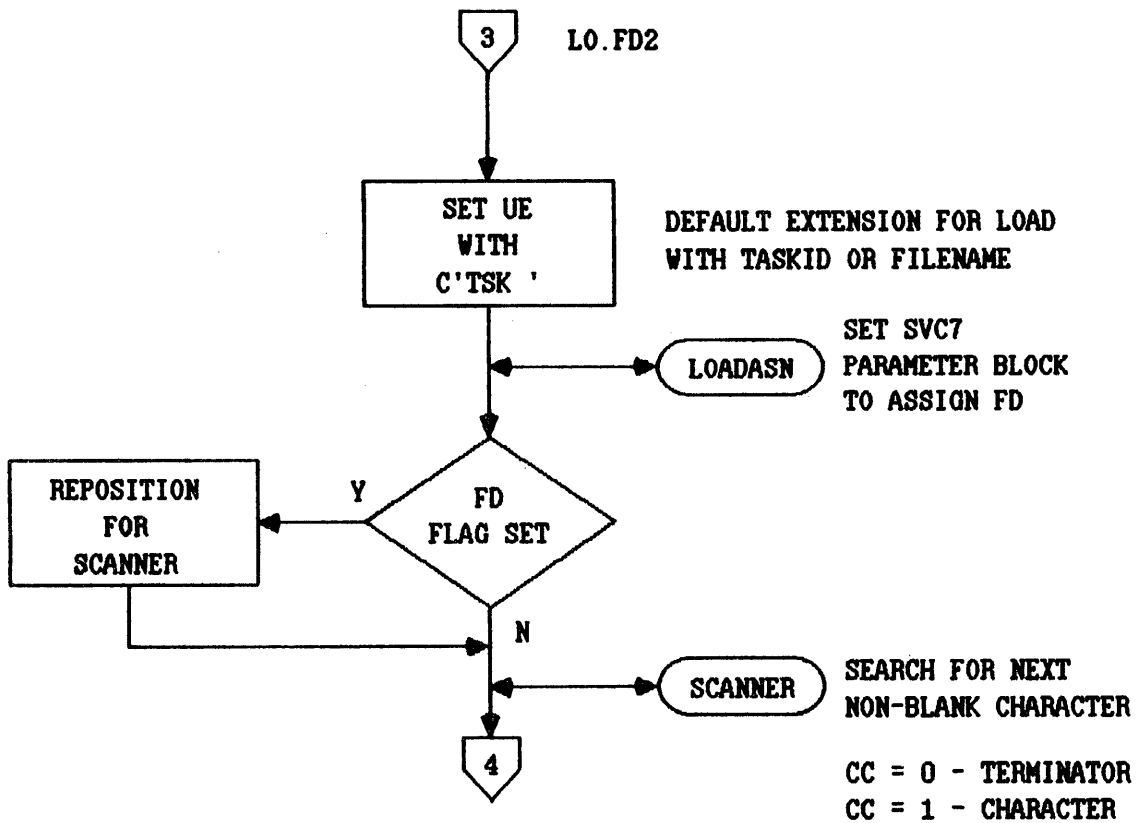 3 LO.FD2
SET UE
WITH
C'TSK '
DEFAULT EXTENSION FOR LOAD
WITH TASKID OR FILENAME
LOADASN
SET SVC7
PARAMETER BLOCK
TO ASSIGN FD
REPOSITION
FOR
SCANNER
Y
FD
FLAG SET
N
SCANNER
SEARCH FOR NEXT
NON-BLANK CHARACTER
4
CC = 0 - TERMINATOR
CC = 1 - CHARACTER